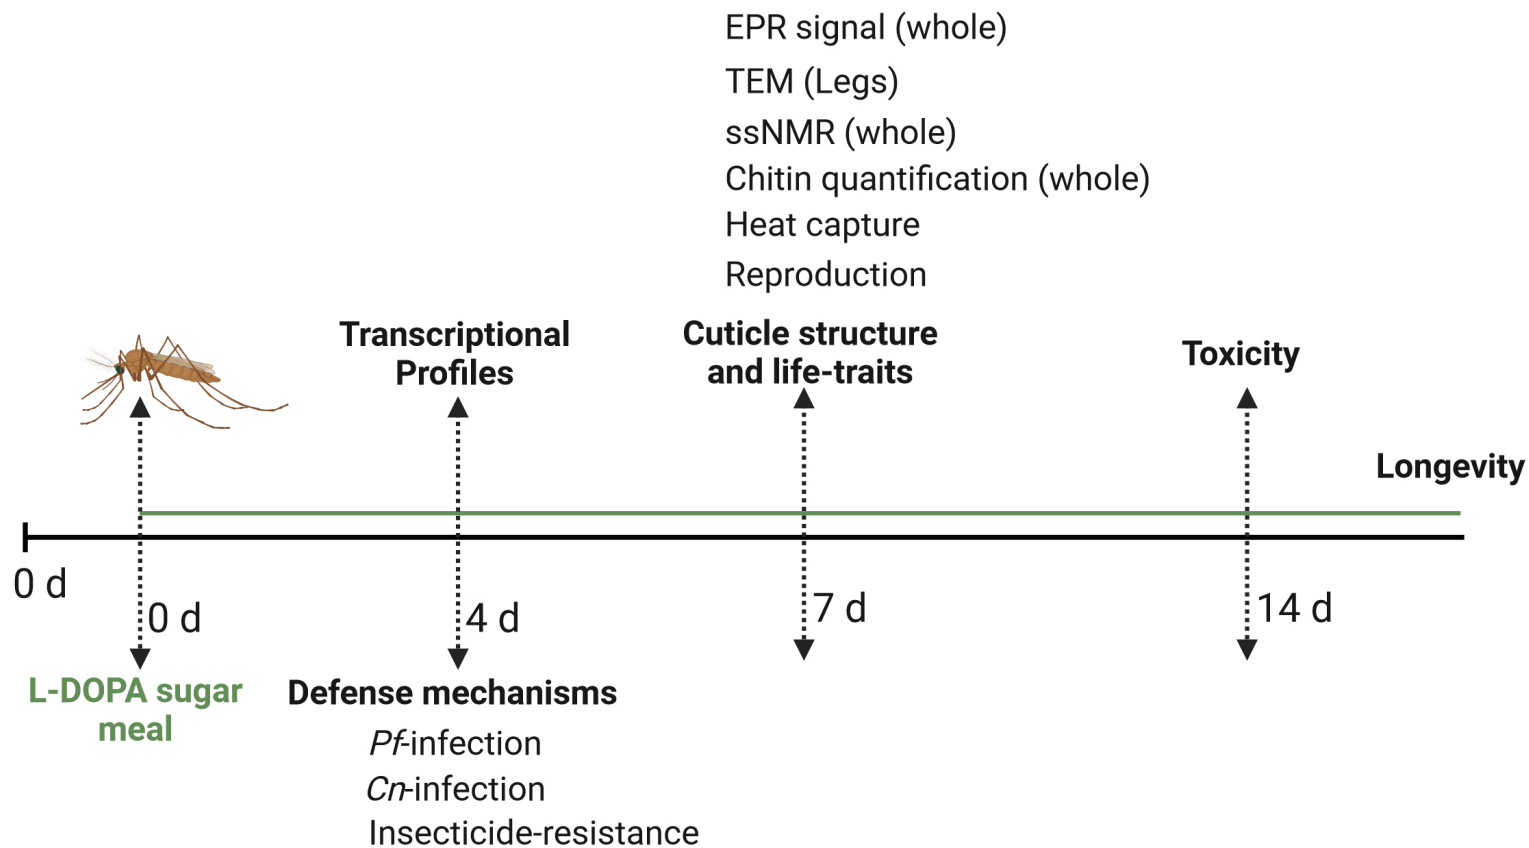 EPR signal (whole)
TEM (Legs)
ssNMR (whole)
Chitin quantification (whole)
Heat capture
Reproduction
Transcriptional
Profiles
Cuticle structure
and life-traits
Toxicity
Longevity
0 d
0 d
4 d
7 d
14 d
L-DOPA sugar
meal
Defense mechanisms
Pf-infection
Cn-infection
Insecticide-resistance